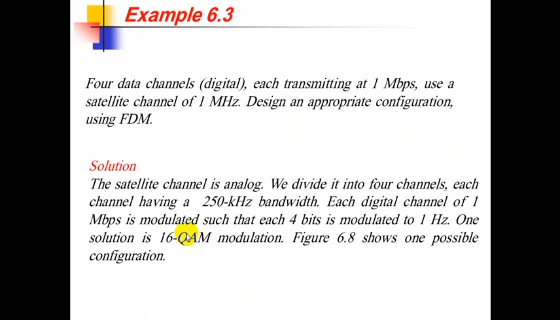 Example 6.3
Four data channels (digital), each transmitting at 1 Mbps, use a
satellite channel of 1 MHz. Design an appropriate configuration,
using FDM.
Solution
The satellite channel is analog. We divide it into four channels, each
channel having a 250-kHz bandwidth. Each digital channel of 1
Mbps is modulated such that each 4 bits is modulated to 1 Hz. One
solution is 16-QAM modulation. Figure 6.8 shows one possible
configuration.